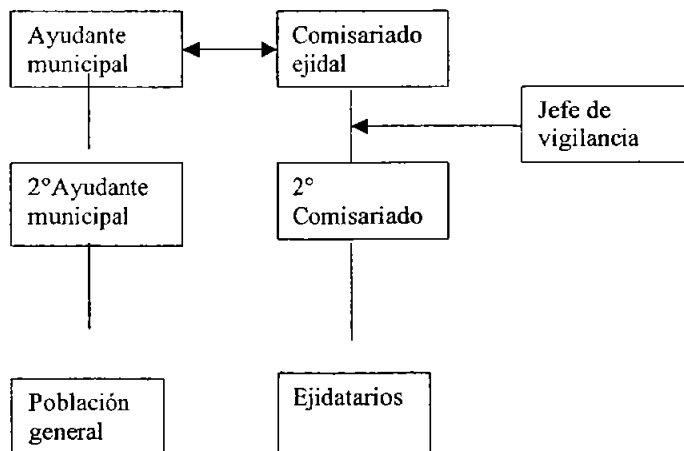 Ayudante
municipal
Comisariado
ejidal
Jefe de
vigilancia
2°Ayudante
municipal
2°
Comisariado
Población
general
Ejidatarios